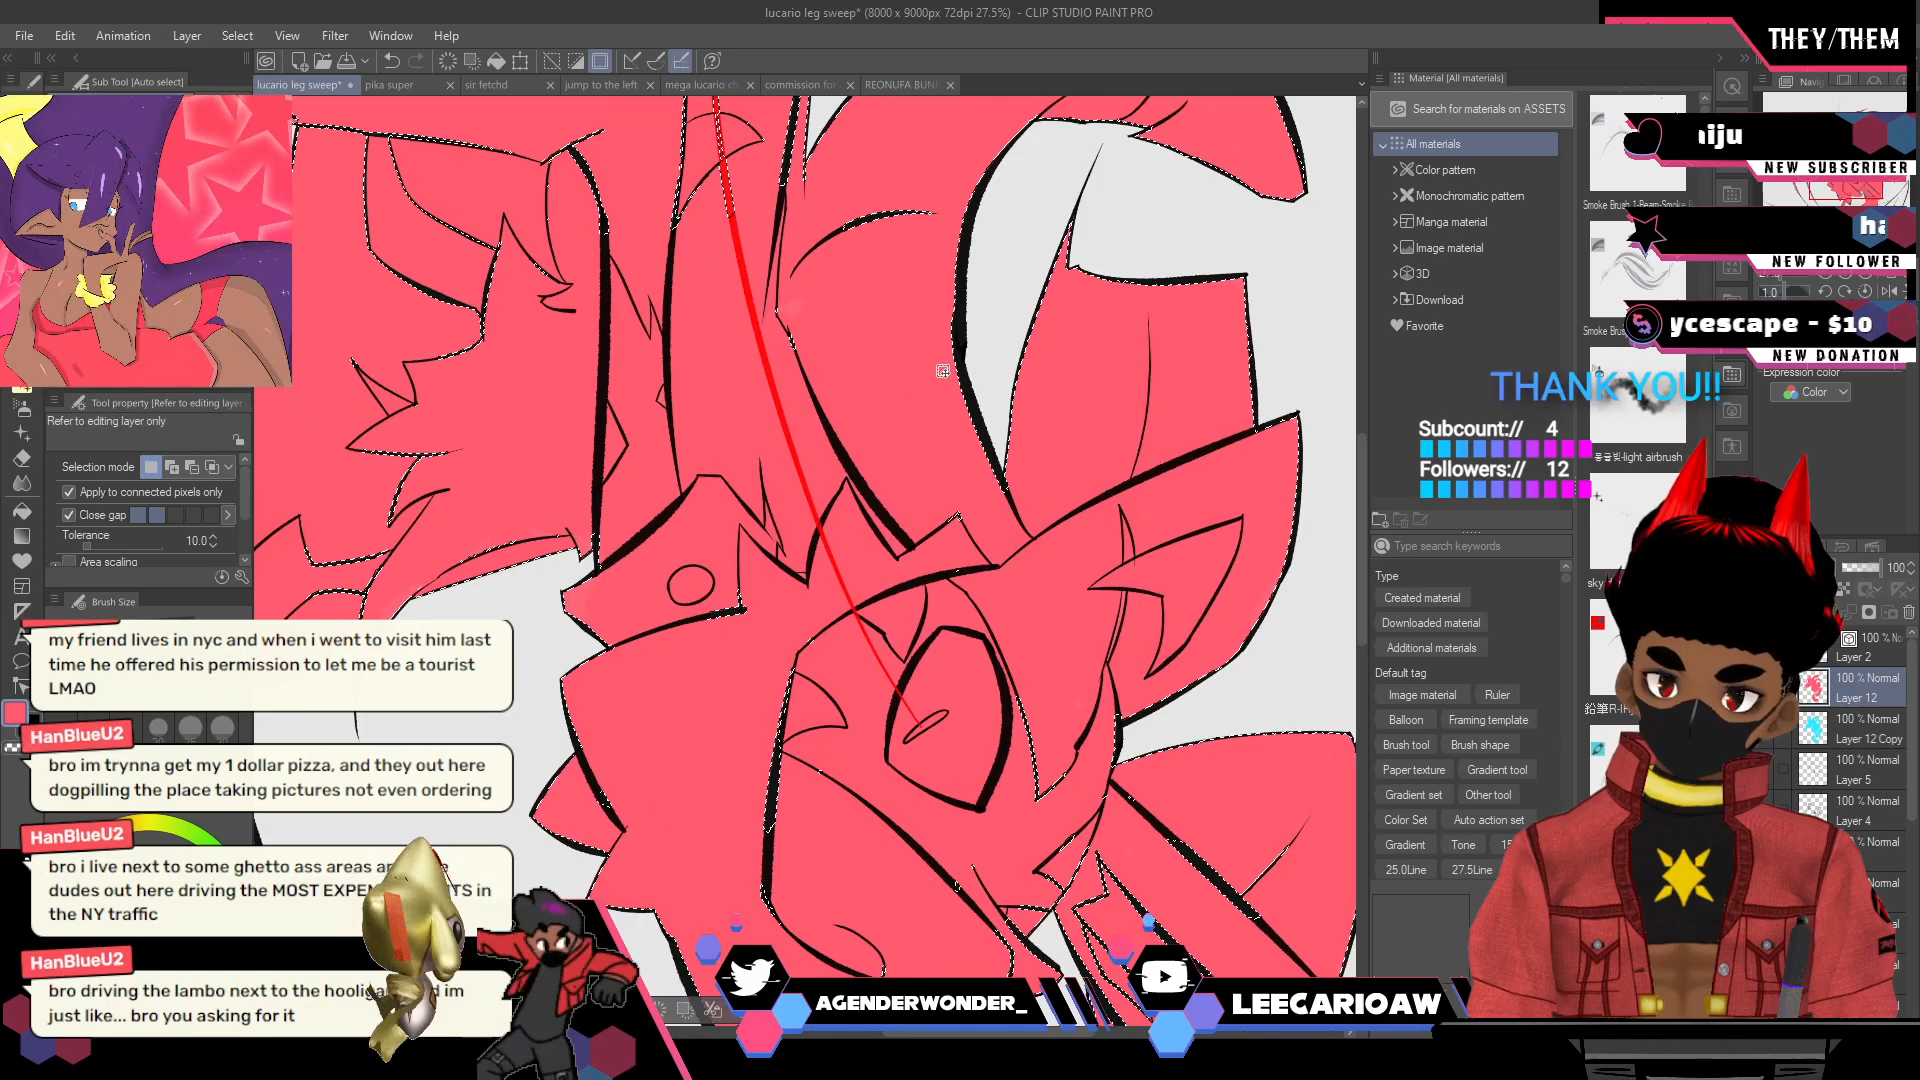 lucario leg sweep* (8000 x 9000px 72dpi 27.5%)  - CLIP STUDIO PAINT PRO
File Edit Animation Layer Select View Filter Window Help
Sub Tool [Auto select]
lucario leg sweep*
pika super
sir fetchd
jump to the left
mega lucario ch
commission for
REONUFA BUN
Refer to editing layer only
Tool property [Refer to editing layer
Selection mode
Apply to connected pixels only
Close gap
Tolerance
10.0
Area scaling
Brush Size
my friend lives in nyc and when i went to visit him last
time he offered his permission to let me be a tourist
LMAO
HanBlueU2
bro im trynna get my 1 dollar pizza, and they out here
dogpilling the place taking pictures not even ordering
HanBlueU2
bro i live next to some ghetto ass areas
dudes out here driving the MOST in
the NY traffic
HanBlueU2
bro driving the lambo next to the im
just like... bro you asking for it
AGENDERWONDER_
LEECARIOAW
Material [All materials]
Search for materials on ASSETS
All materials
Color pattern
Monochromatic pattern
Manga material
Image material
3D
Download
Favorite
Type search keywords
Type
Created material
Downloaded material
Additional materials
Default tag
Image material
Ruler
Balloon
Framing template
Brush tool
Brush shape
Paper texture
Gradient tool
Gradient set
Other tool
Color Set
Auto action set
Gradient
Tone
25.0Line
27.5Line
THEY/THEM
NEW SUBSCRIBER
NEW FOLLOWER
1.0
ycescape - $10
NEW DONATION
Expression color
Color
THANK YOU!!
Subcount:// 4
Followers:// 12
light airbrush
100
Layer 2
100 % Normal
Layer 12
100 % Normal
Layer 12 Copy
100 % Normal
Layer 5
100 % Normal
Layer 4